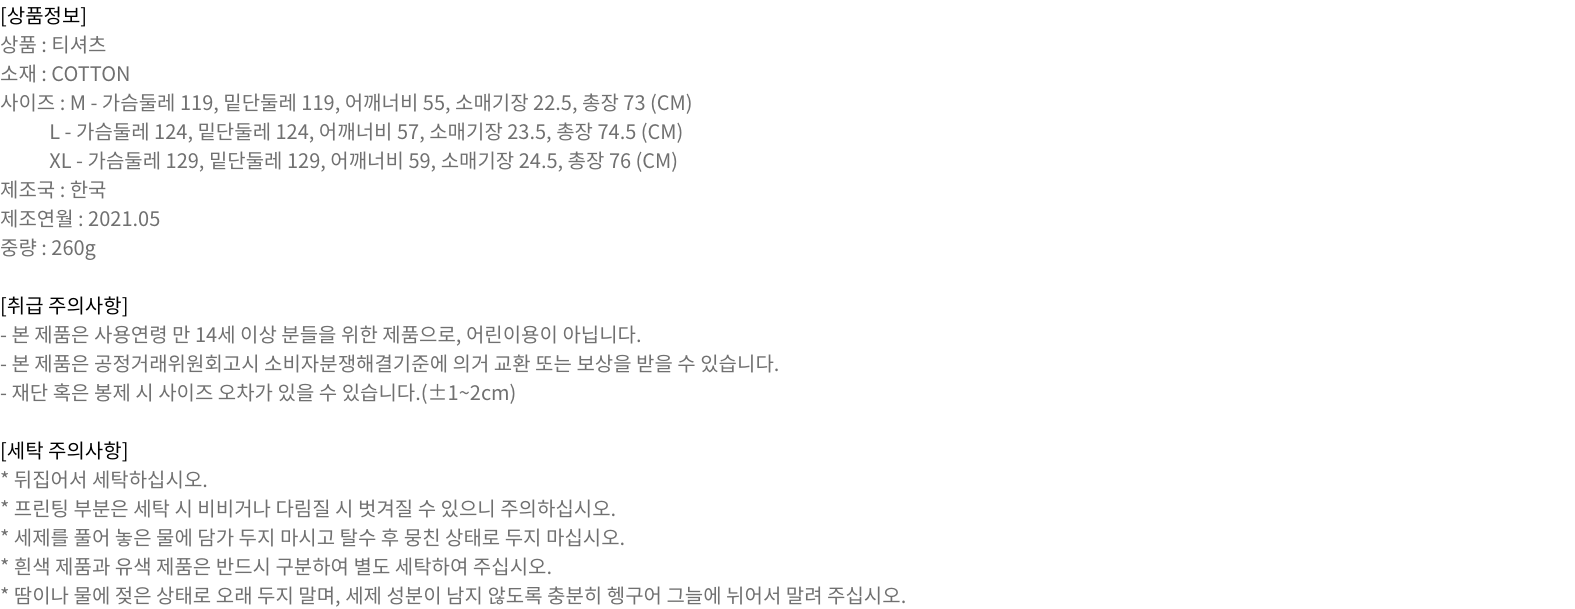 [상품정보]
상품 : 티셔츠
소재 : COTTON
사이즈 : M - 가슴둘레 119, 밑단둘레 119, 어깨너비 55, 소매기장 22.5, 총장 73 (CM)
L - 가슴둘레 124, 밑단둘레 124, 어깨너비 57, 소매기장 23.5, 총장 74.5 (CM)
XL - 가슴둘레 129, 밑단둘레 129, 어깨너비 59, 소매기장 24.5, 총장 76 (CM)
제조국 : 한국
제조연월 : 2021.05
중량 : 260g
[취급 주의사항]
- 본 제품은 사용연령 만 14세 이상 분들을 위한 제품으로, 어린이용이 아닙니다.
- 본 제품은 공정거래위원회고시 소비자분쟁해결기준에 의거 교환 또는 보상을 받을 수 있습니다.
- 재단 혹은 봉제 시 사이즈 오차가 있을 수 있습니다.(±1~2cm)
[세탁 주의사항]
* 뒤집어서 세탁하십시오.
* 프린팅 부분은 세탁 시 비비거나 다림질 시 벗겨질 수 있으니 주의하십시오.
* 세제를 풀어 놓은 물에 담가 두지 마시고 탈수 후 뭉친 상태로 두지 마십시오.
* 흰색 제품과 유색 제품은 반드시 구분하여 별도 세탁하여 주십시오.
* 땀이나 물에 젖은 상태로 오래 두지 말며, 세제 성분이 남지 않도록 충분히 헹구어 그늘에 뉘어서 말려 주십시오.